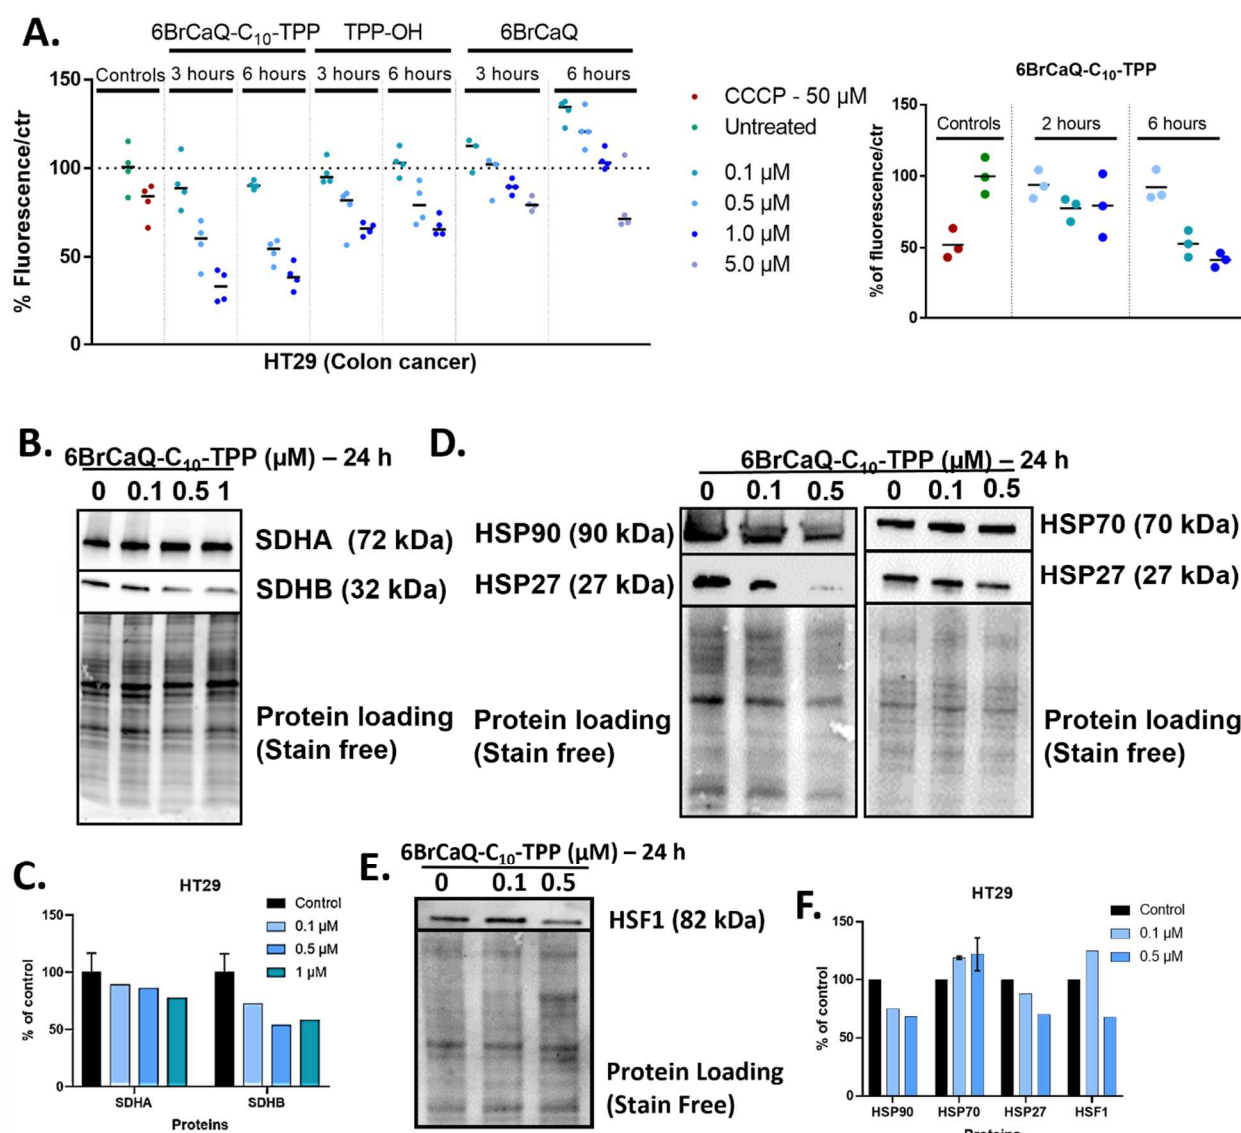 A.
6BrCaQ-C10-TPP TPP-OH 6BrCaQ
Controls 3 hours 6 hours 3 hours 6 hours 3 hours 6 hours
150
100
50
0
% Fluorescence/ctr
HT29 (Colon cancer)
CCCP - 50 µM
Untreated
0.1 µM
0.5 µM
1.0 µM
5.0 µM
6BrCaQ-C10-TPP
Controls 2 hours 6 hours
150
100
50
0
%of fluorescence/ctr
B.
6BrCaQ-C10-TPP (µM) – 24 h
0 0.1 0.5 1
SDHA (72 kDa)
SDHB (32 kDa)
Protein loading
(Stain free)
D.
6BrCaQ-C10-TPP (µM) – 24 h
0 0.1 0.5 0 0.1 0.5
HSP90 (90 kDa)
HSP27 (27 kDa)
Protein loading
(Stain free)
HSP70 (70 kDa)
HSP27 (27 kDa)
Protein loading
(Stain free)
C.
HT29
Control
0.1 µM
0.5 µM
1 µM
150
100
50
0
% of control
SDHA SDHB
Proteins
E.
6BrCaQ-C10-TPP (µM) – 24 h
0 0.1 0.5
HSF1 (82 kDa)
Protein Loading
(Stain Free)
F.
HT29
Control
0.1 µM
0.5 µM
150
100
50
0
% of control
HSP90 HSP70 HSP27 HSF1